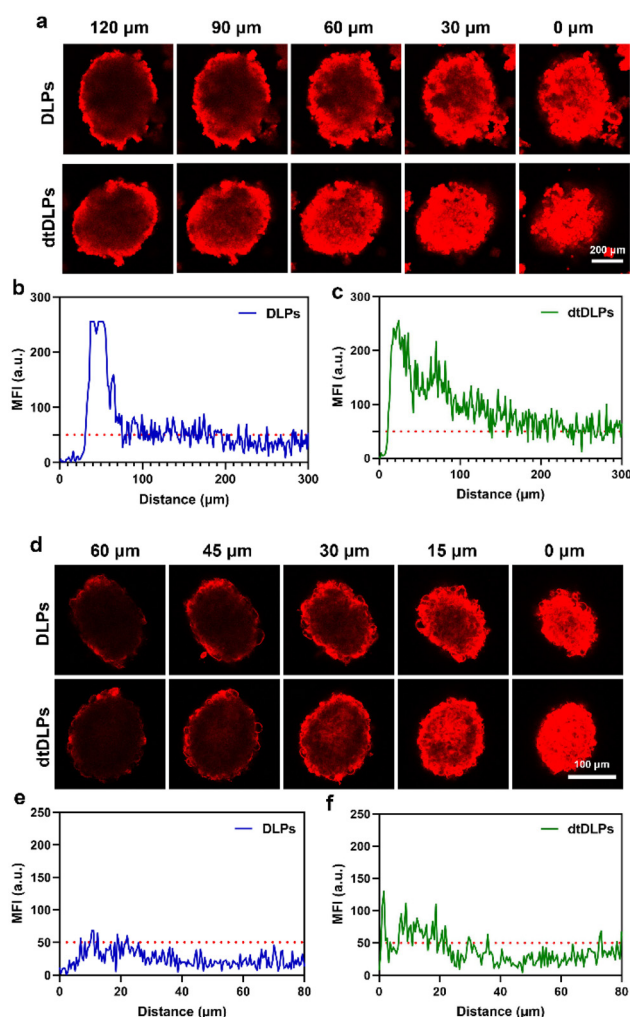 a
120 μm 90 μm 60 μm 30 μm 0 μm
DLPs
dtDLPs
200 μm
b
300
200
100
50
0
MFI (a.u.)
DLPs
0 100 200 300
Distance (μm)
c
300
200
100
50
0
MFI (a.u.)
dtDLPs
0 100 200 300
Distance (μm)
d
60 μm 45 μm 30 μm 15 μm 0 μm
DLPs
dtDLPs
100 μm
e
250
200
150
100
50
0
MFI (a.u.)
DLPs
0 20 40 60 80
Distance (μm)
f
250
200
150
100
50
0
MFI (a.u.)
dtDLPs
0 20 40 60 80
Distance (μm)